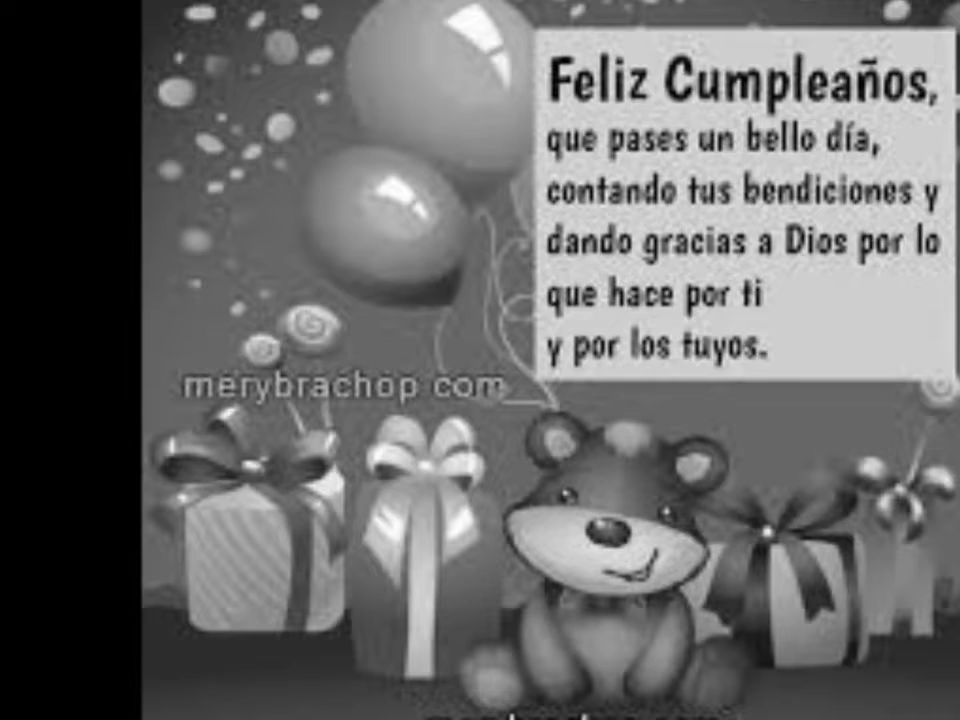 Feliz Cumpleaños,
que pases un bello día,
contando tus bendiciones y
dando gracias a Dios por lo
que hace por ti
y por los tuyos.
merybrachop com